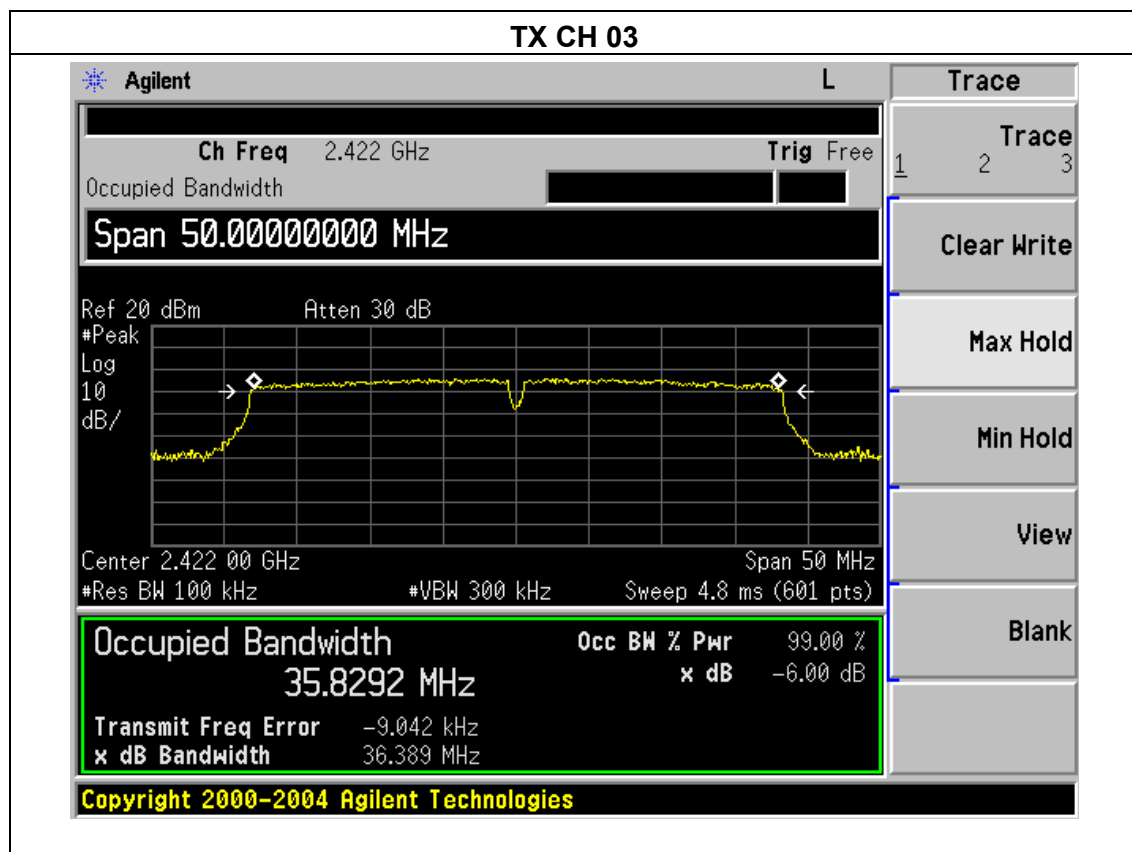 TX CH 03
Agilent L Trace
Ch Freq 2.422 GHz Trig Free
Occupied Bandwidth
Span 50.00000000 MHz
Ref 20 dBm Atten 30 dB
#Peak
Log
10
dB/
Center 2.422 00 GHz Span 50 MHz
#Res BW 100 kHz #VBW 300 kHz Sweep 4.8 ms (601 pts)
Occupied Bandwidth Occ BW % Pwr 99.00 %
35.8292 MHz x dB -6.00 dB
Transmit Freq Error -9.042 kHz
x dB Bandwidth 36.389 MHz
Copyright 2000-2004 Agilent Technologies
Trace
1 2 3
Clear Write
Max Hold
Min Hold
View
Blank